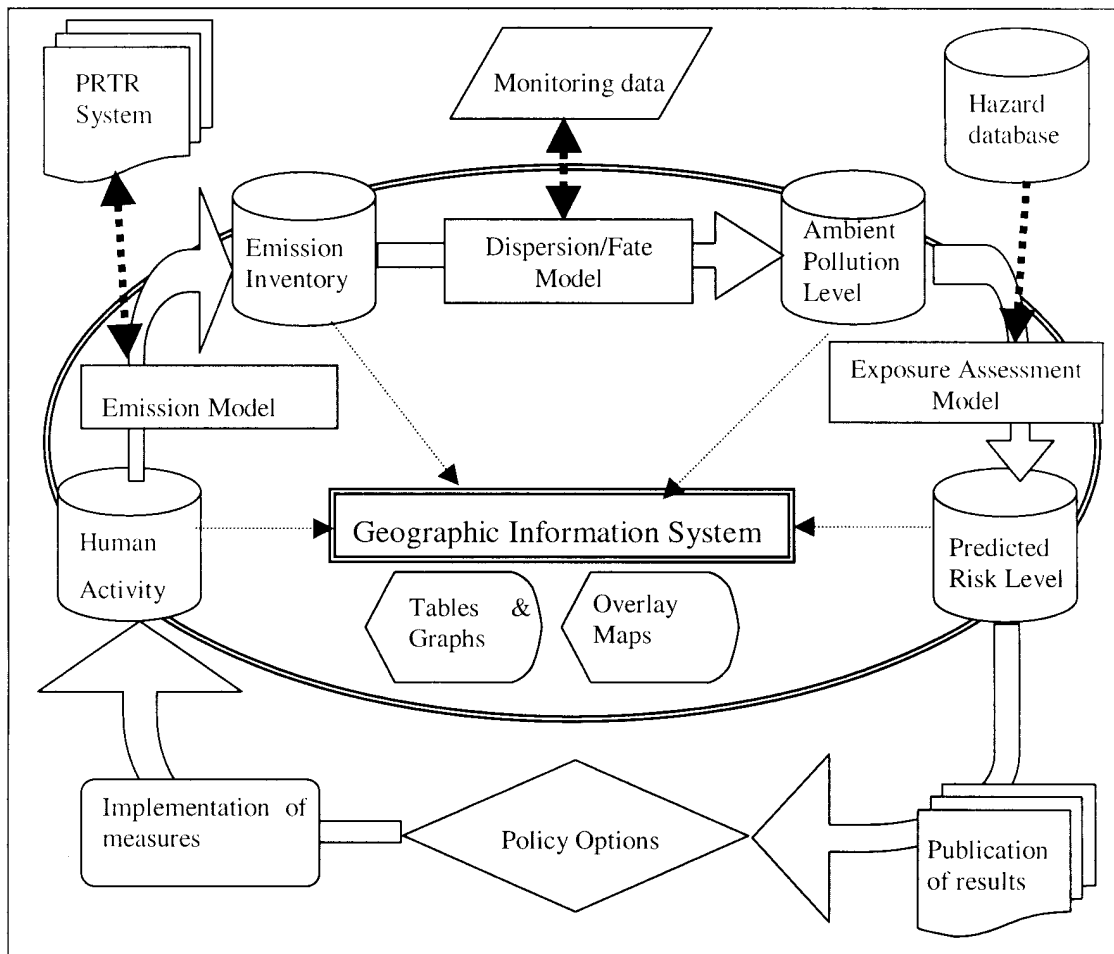 PRTR
System
Monitoring data
Hazard
database
Emission
Inventory
Dispersion/Fate
Model
Ambient
Pollution
Level
Emission Model
Exposure Assessment
Model
Human
Activity
Geographic Information System
Predicted
Risk Level
Tables &
Graphs
Overlay
Maps
Implementation of
measures
Policy Options
Publication
of results